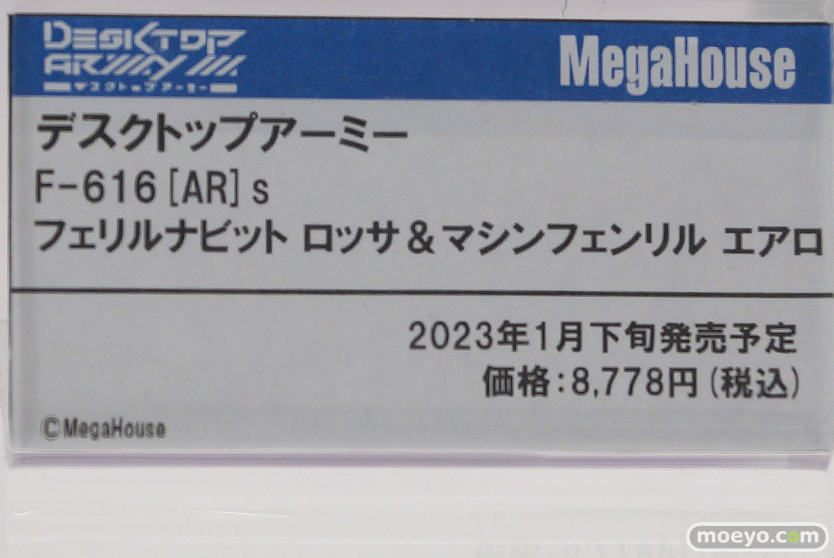 DESKTOP
ARMY
デスクトップアーミー
MegaHouse
デスクトップアーミー
F-616[AR]s
フェリルナビット ロッサ&マシンフェンリル エアロ
2023年1月下旬発売予定
価格:8,778円(税込)
©MegaHouse
moeyo.com